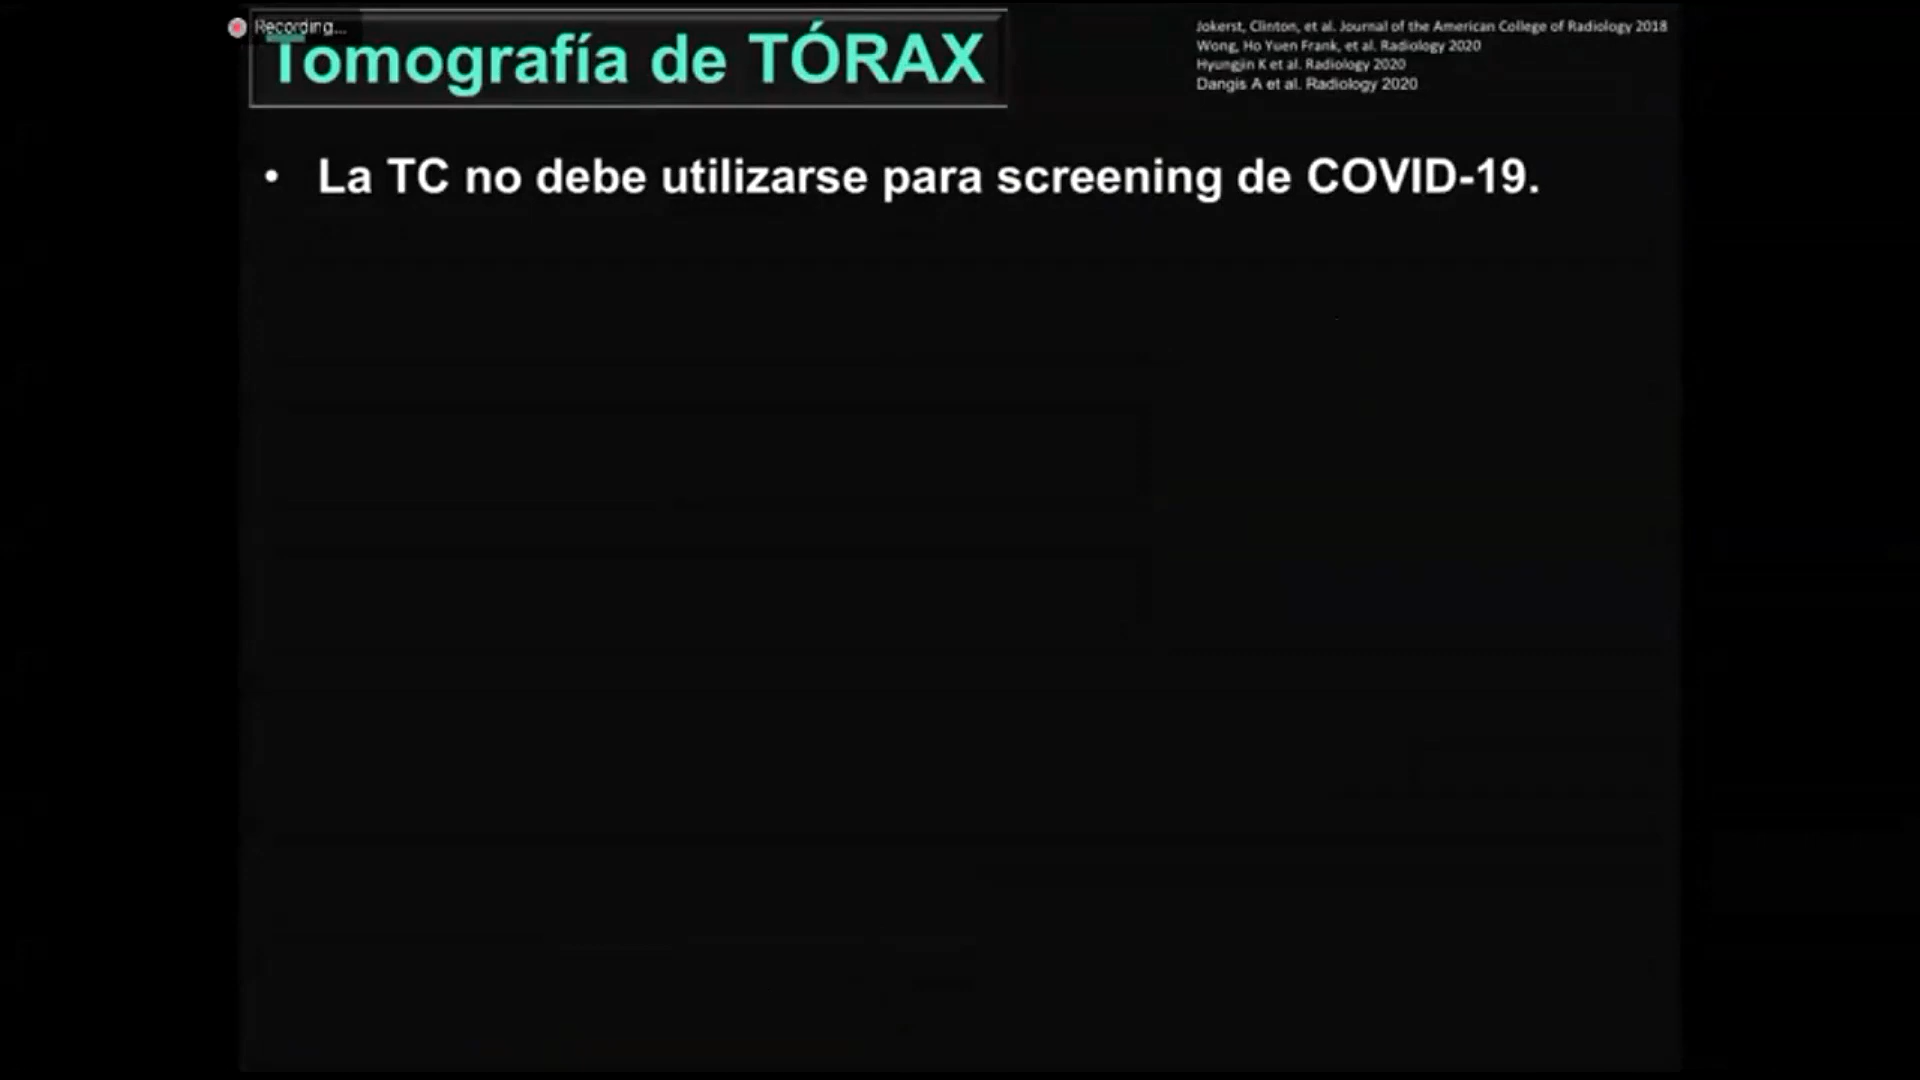 Recording...
Tomografía de TÓRAX
Jokerst, Clinton, et al. Journal of the American College of Radiology 2018
Wong, Ho Yuen Frank, et al. Radiology 2020
Hyungjin K et al. Radiology 2020
Dangis A et al. Radiology 2020
• La TC no debe utilizarse para screening de COVID-19.